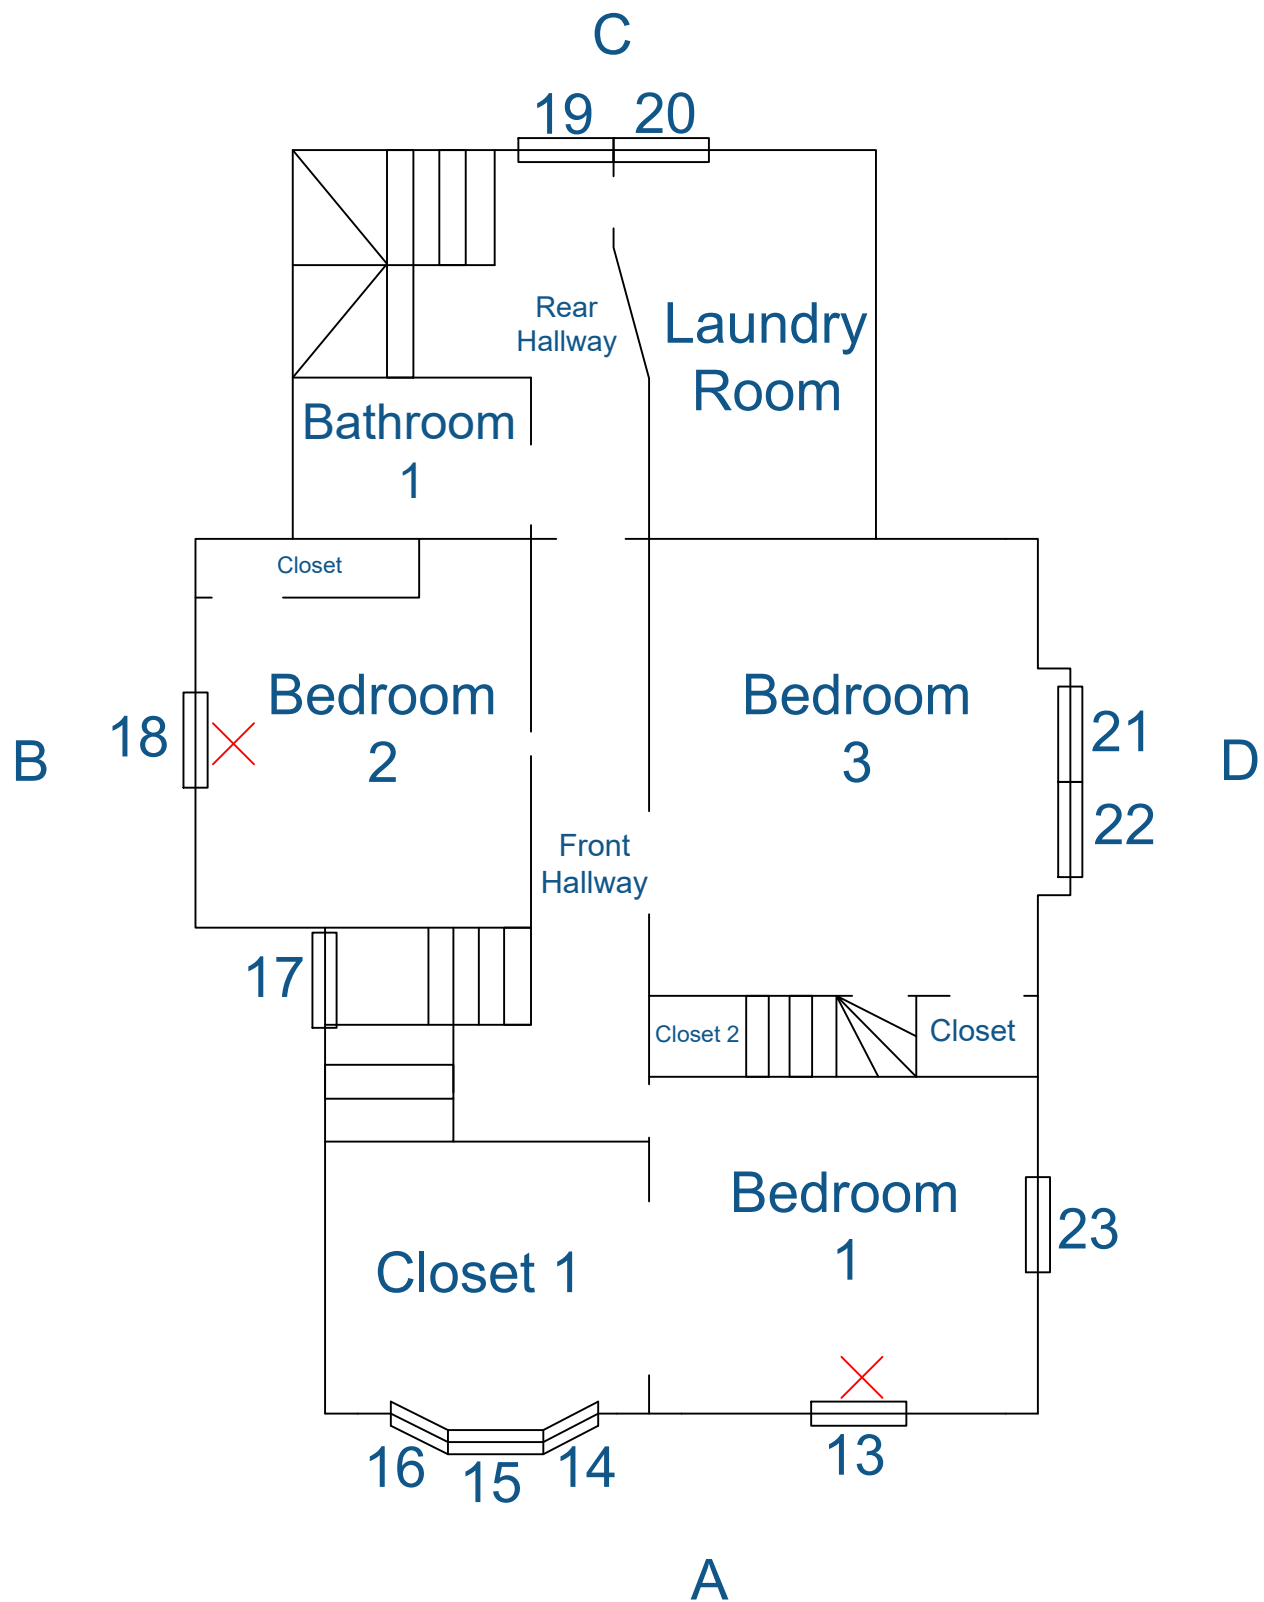 C
19
20
Rear
Hallway
Laundry
Room
Bathroom
1
Closet
Bedroom
2
Bedroom
3
18
21
B
D
22
Front
Hallway
17
Closet 2
Closet
Bedroom
1
23
Closet 1
16
15
14
13
A